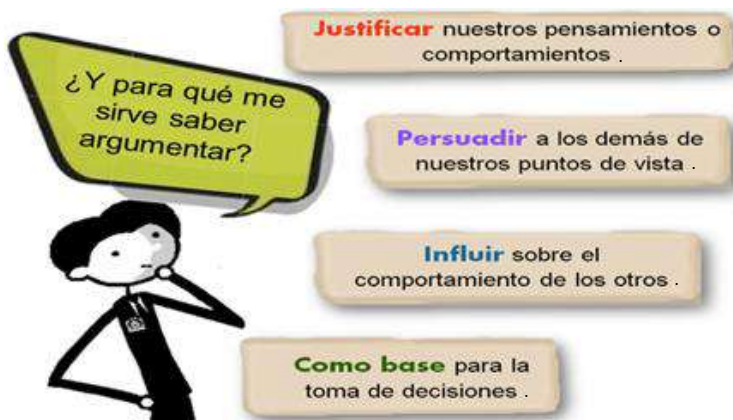 ¿Y para qué me
sirve saber
argumentar?
Justificar nuestros pensamientos o
comportamientos .
Persuadir a los demás de
nuestros puntos de vista .
Influir sobre el
comportamiento de los otros .
Como base para la
toma de decisiones .